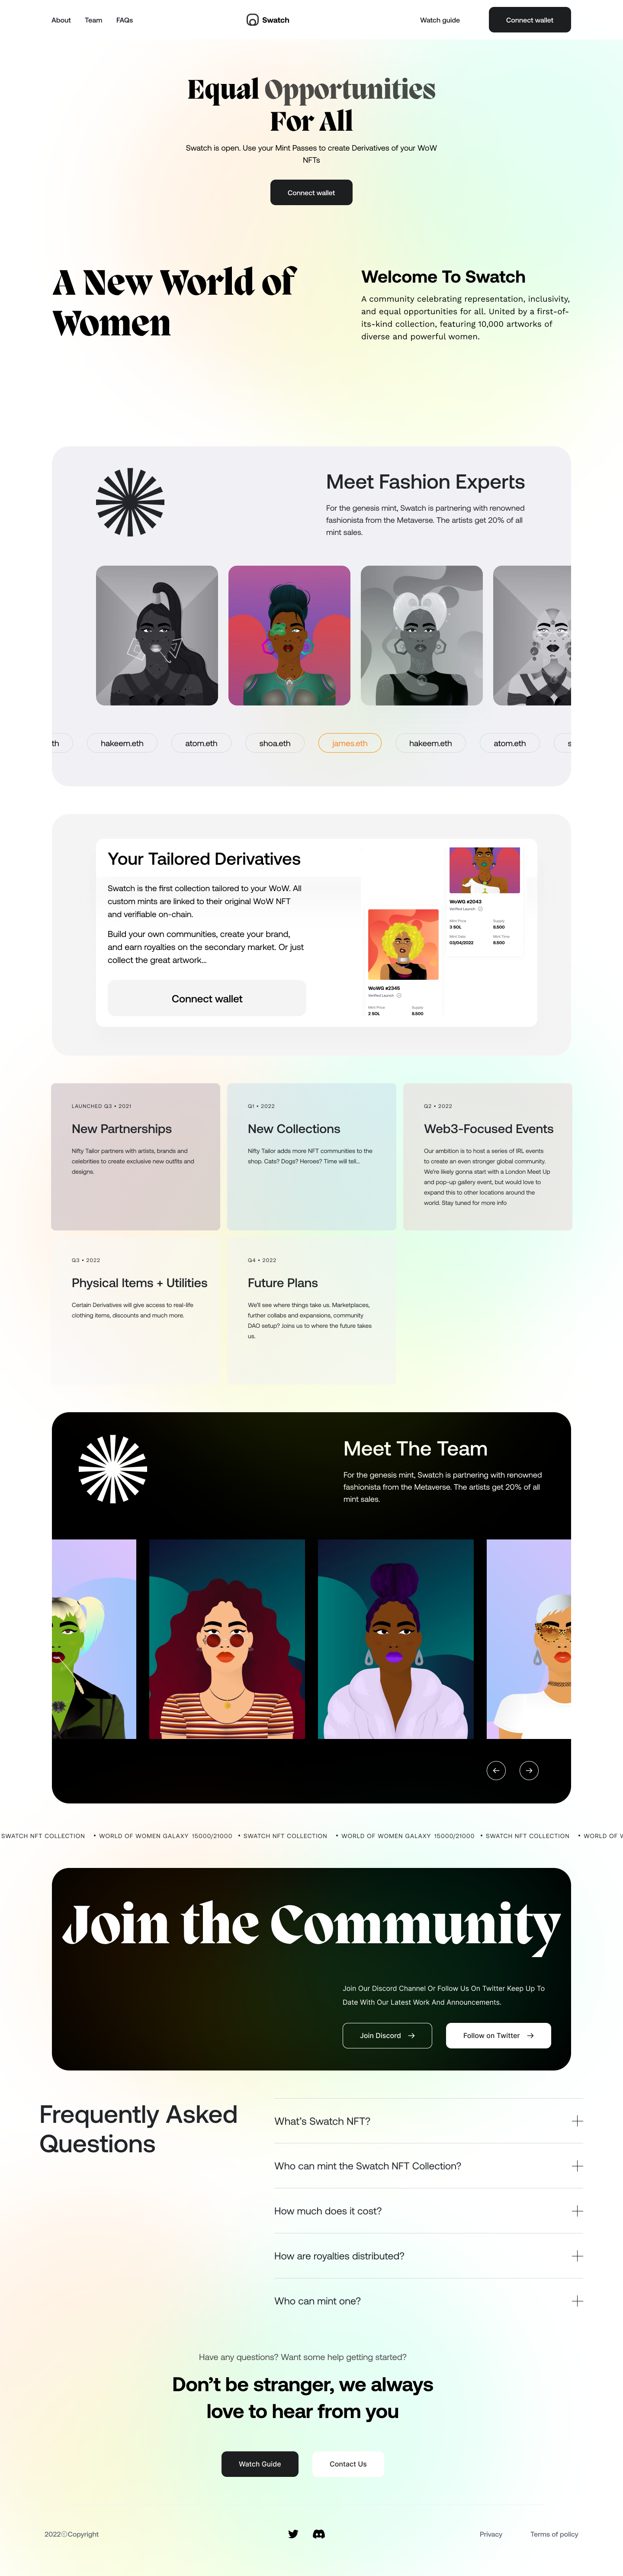 About Team FAQs Swatch Watch guide Connect wallet
Equal Opportunities
For All
Swatch is open. Use your Mint Passes to create Derivatives of your WoW
NFTs
Connect wallet
A New World of
Women
Welcome To Swatch
A community celebrating representation, inclusivity,
and equal opportunities for all. United by a first-of-
its-kind collection, featuring 10,000 artworks of
diverse and powerful women.
Meet Fashion Experts
For the genesis mint, Swatch is partnering with renowned
fashionista from the Metaverse. The artists get 20% of all
mint sales.
th hakeem.eth atom.eth shoa.eth james.eth hakeem.eth atom.eth s
Your Tailored Derivatives
Swatch is the first collection tailored to your WoW. All
custom mints are linked to their original WoW NFT
and verifiable on-chain.
Build your own communities, create your brand,
and earn royalties on the secondary market. Or just
collect the great artwork...
Connect wallet
WoWG #2345
Verified Launch
Mint Price Supply
2 SOL 8.500
WoWG #2043
Verified Launch
Mint Price Supply
3 SOL 8.500
Mint Date Mint Time
03/04/2022 8.500
LAUNCHED Q3 • 2021
New Partnerships
Nifty Tailor partners with artists, brands and
celebrities to create exclusive new outfits and
designs.
Q1 • 2022
New Collections
Nifty Tailor adds more NFT communities to the
shop. Cats? Dogs? Heroes? Time will tell...
Q2 • 2022
Web3-Focused Events
Our ambition is to host a series of IRL events
to create an even stronger global community.
We're likely gonna start with a London Meet Up
and pop-up gallery event, but would love to
expand this to other locations around the
world. Stay tuned for more info
Q3 • 2022
Physical Items + Utilities
Certain Derivatives will give access to real-life
clothing items, discounts and much more.
Q4 • 2022
Future Plans
We'll see where things take us. Marketplaces,
further collabs and expansions, community
DAO setup? Joins us to where the future takes
us.
Meet The Team
For the genesis mint, Swatch is partnering with renowned
fashionista from the Metaverse. The artists get 20% of all
mint sales.
SWATCH NFT COLLECTION • WORLD OF WOMEN GALAXY 15000/21000 • SWATCH NFT COLLECTION • WORLD OF WOMEN GALAXY 15000/21000 • SWATCH NFT COLLECTION • WORLD OF W
Join the Community
Join Our Discord Channel Or Follow Us On Twitter Keep Up To
Date With Our Latest Work And Announcements.
Join Discord → Follow on Twitter →
Frequently Asked
Questions
What's Swatch NFT?
Who can mint the Swatch NFT Collection?
How much does it cost?
How are royalties distributed?
Who can mint one?
Have any questions? Want some help getting started?
Don't be stranger, we always
love to hear from you
Watch Guide Contact Us
2022ⓒCopyright Privacy Terms of policy